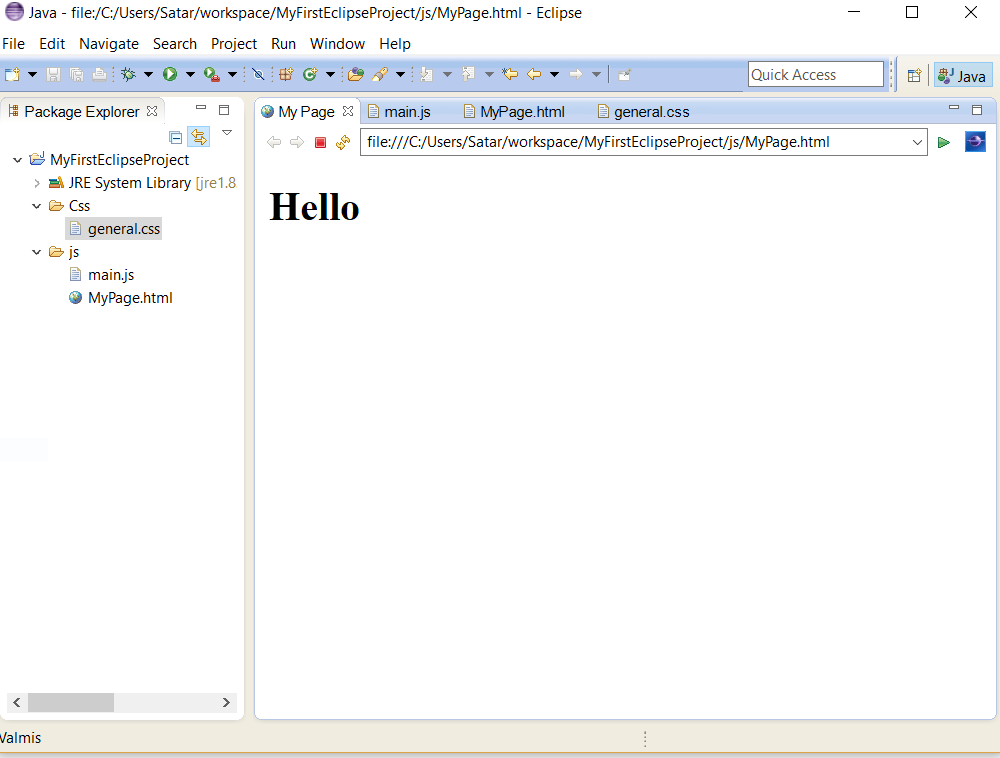 Java - file:/C:/Users/Satar/workspace/MyFirstEclipseProject/js/MyPage.html - Eclipse
File Edit Navigate Search Project Run Window Help
Quick Access
Java
Package Explorer
My Page main.js MyPage.html general.css
file:///C:/Users/Satar/workspace/MyFirstEclipseProject/js/MyPage.html
MyFirstEclipseProject
JRE System Library [jre1.8
Css
general.css
js
main.js
MyPage.html
Hello
Valmis